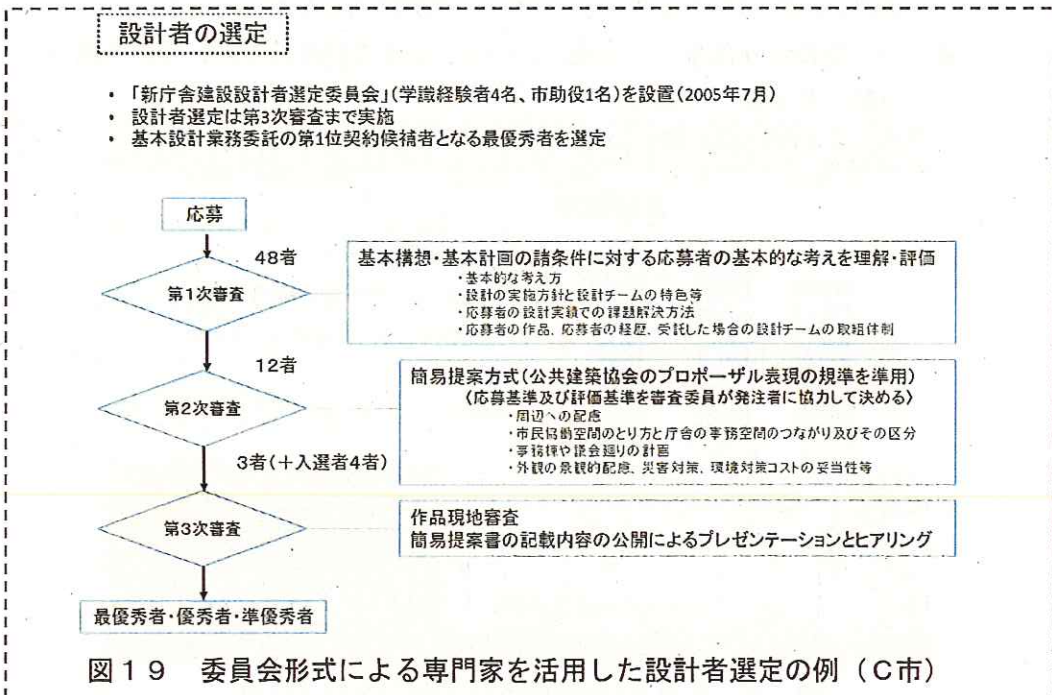 設計者の選定
・「新庁舎建設設計者選定委員会」(学識経験者4名、市助役1名)を設置(2005年7月)
・設計者選定は第3次審査まで実施
・基本設計業務委託の第1位契約候補者となる最優秀者を選定
応募
48者
第1次審査
基本構想・基本計画の諸条件に対する応募者の基本的な考えを理解・評価
・基本的な考え方
・設計の実施方針と設計チームの特色等
・応募者の設計実績での課題解決方法
・応募者の作品、応募者の経歴、受託した場合の設計チームの取組体制
12者
第2次審査
簡易提案方式(公共建築協会のプロポーザル表現の規準を準用)
〈応募基準及び評価基準を審査委員が発注者に協力して決める〉
・周辺への配慮
・市民協働空間のとり方と庁舎の事務空間のつながり及びその区分
・事務棟や議会廻りの計画
・外観の景観的配慮、災害対策、環境対策コストの妥当性等
3者(+入選者4者)
第3次審査
作品現地審査
簡易提案書の記載内容の公開によるプレゼンテーションとヒアリング
最優秀者・優秀者・準優秀者
図19 委員会形式による専門家を活用した設計者選定の例(C市)